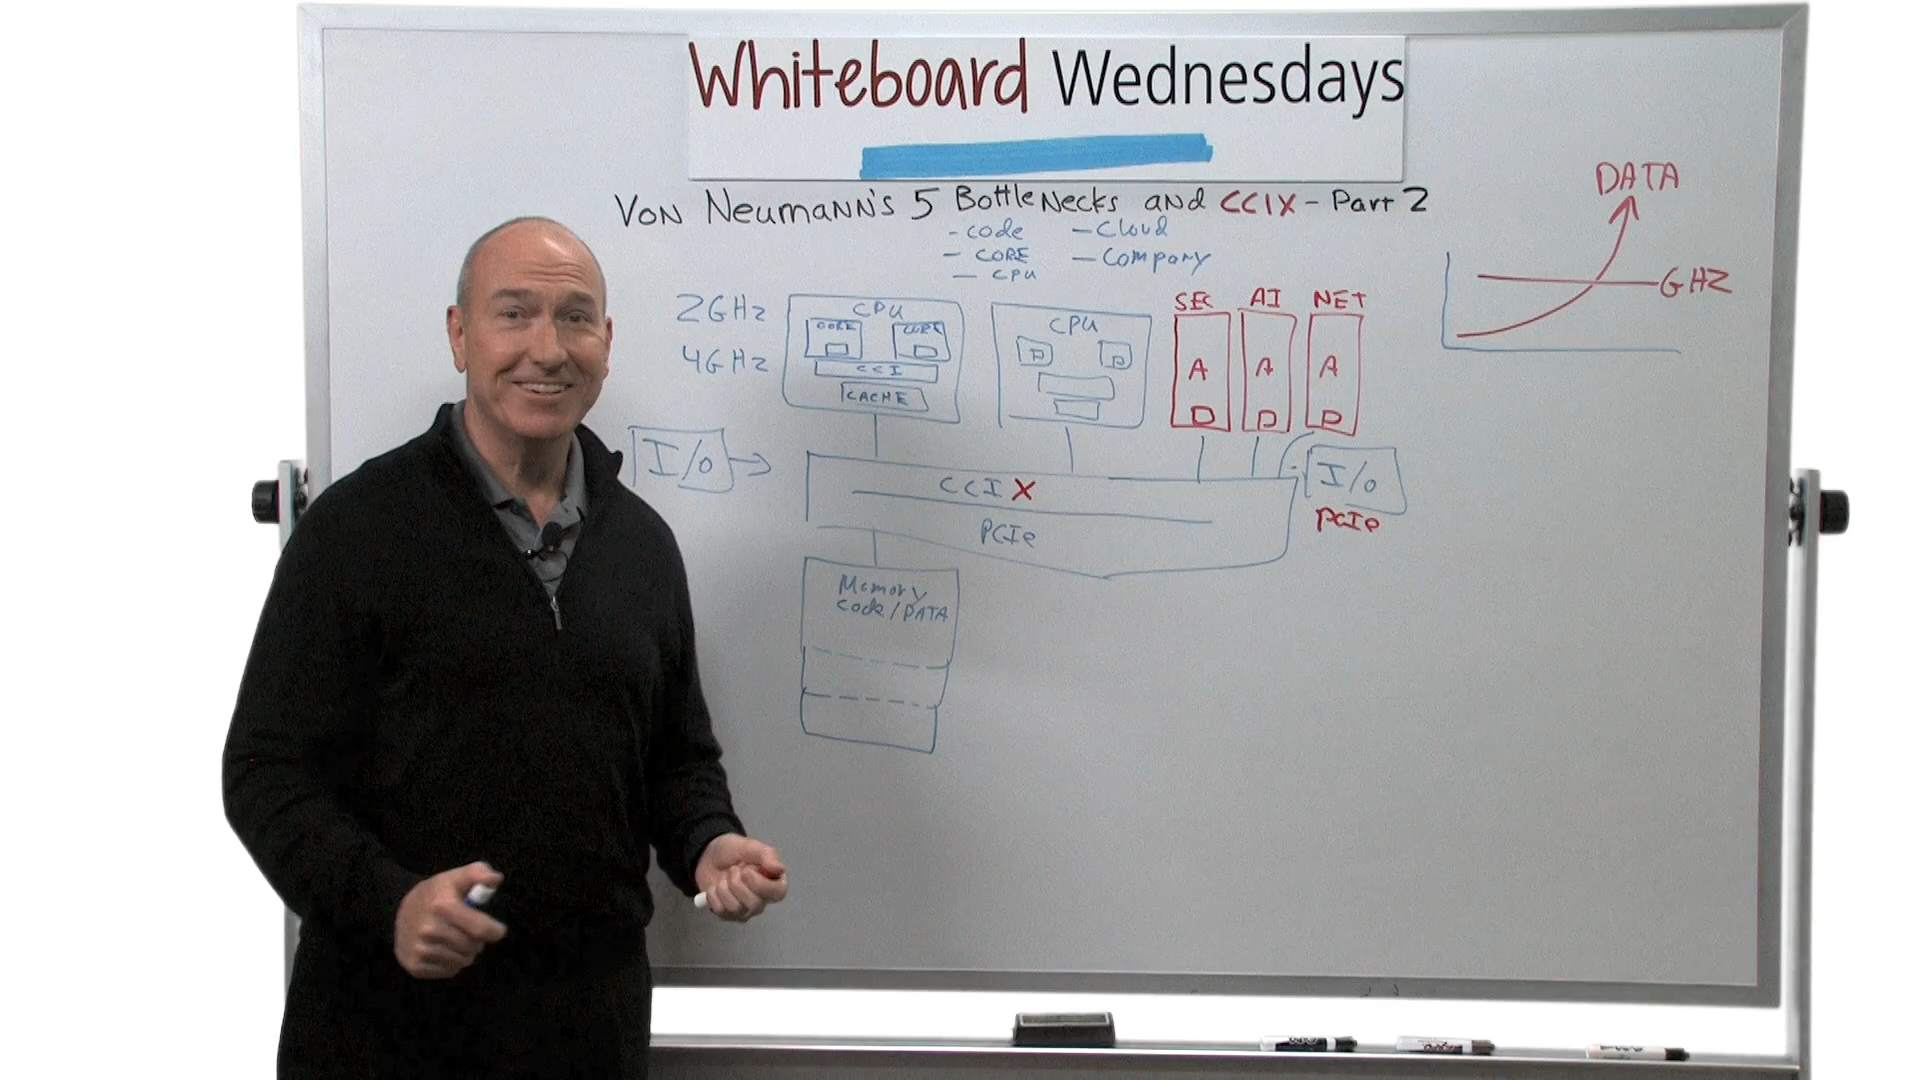 Whiteboard Wednesdays
Von Neumann's 5 BottleNecks and CCIX - Part 2
- code
- CORE
- CPU
- Cloud
- Company
2GHz
4GHz
CPU
CORE CORE
CCI
CACHE
CPU
D D
SEC AI NET
A A A
D D D
DATA
GHZ
I/O
CCIX
PCIe
I/O
PCIe
Memory
code/DATA